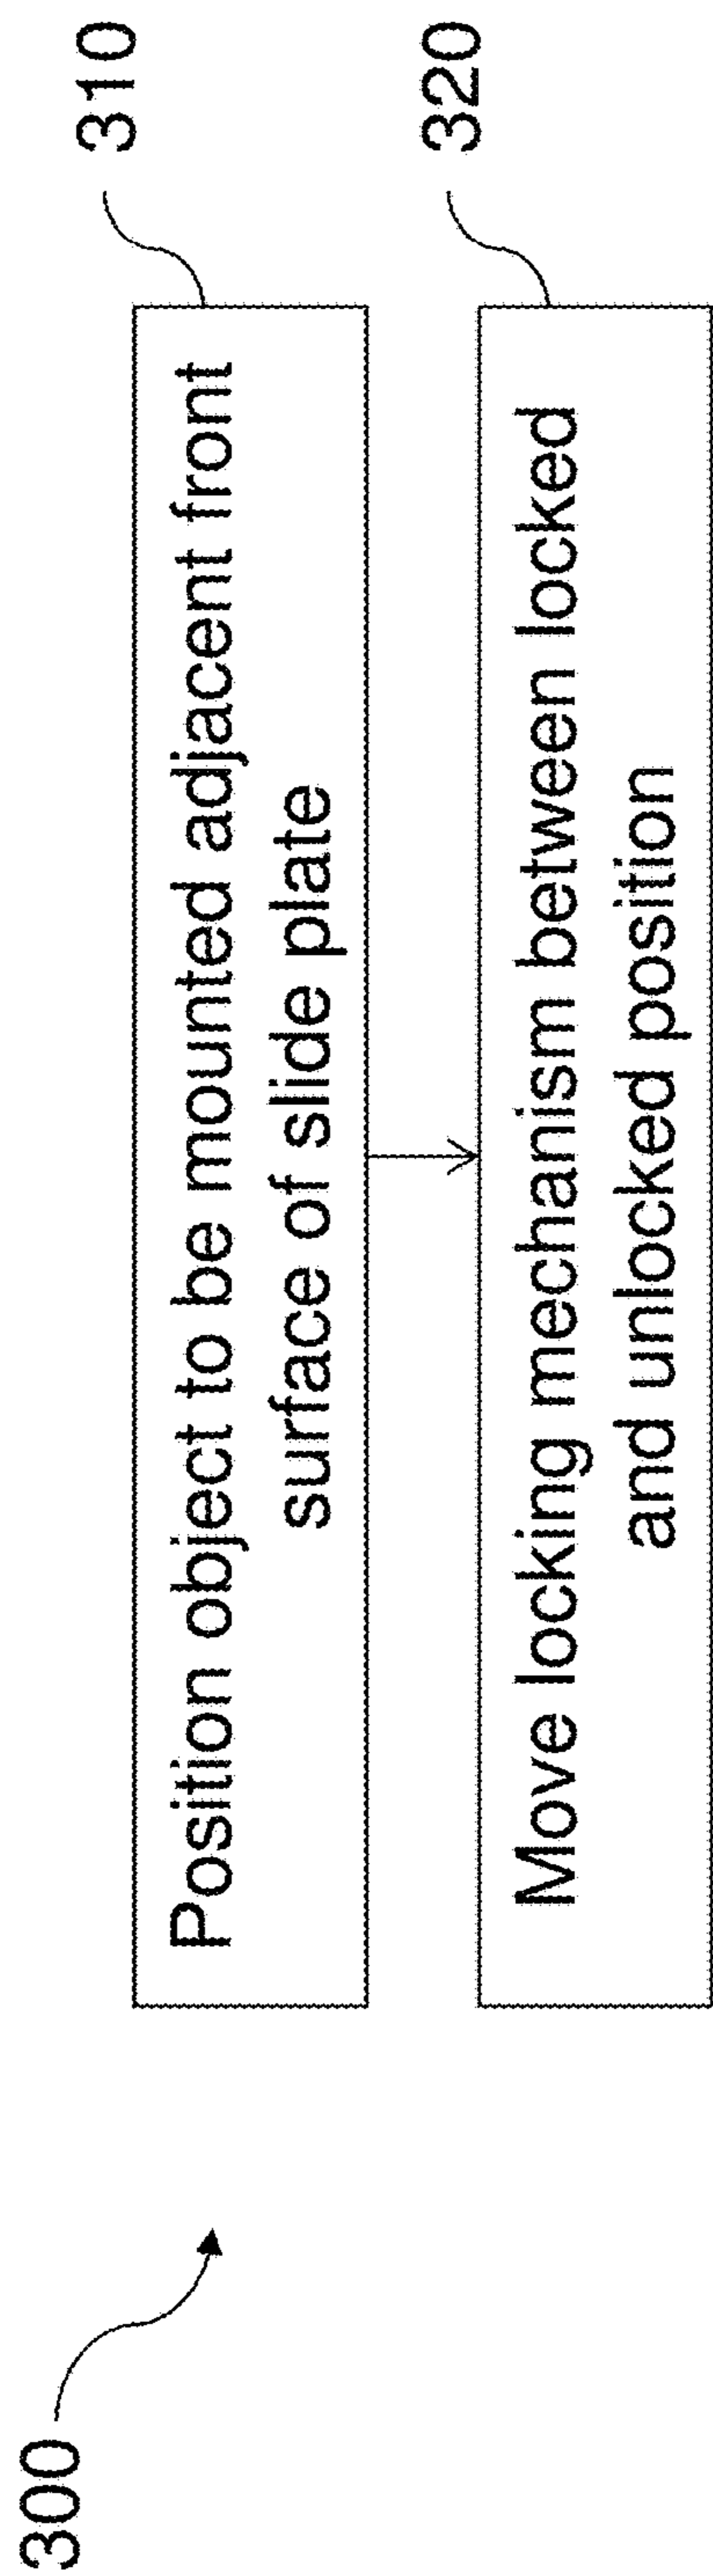 300
310
Position object to be mounted adjacent front
surface of slide plate
320
Move locking mechanism between locked
and unlocked position